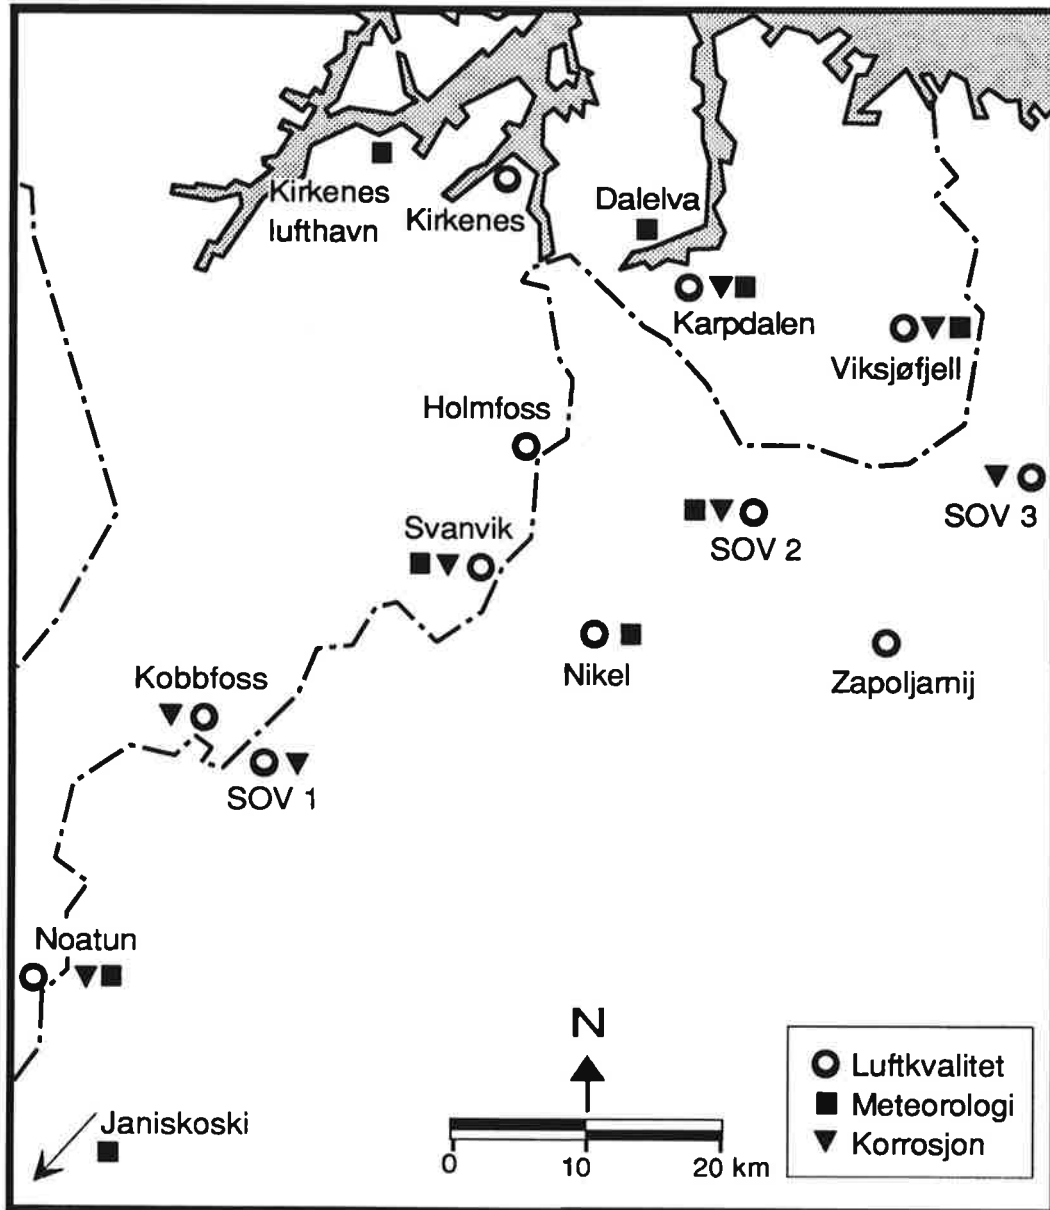 Kirkenes
lufthavn
Kirkenes
Dalelva
Karpdalen
Viksjøfjell
Holmfoss
SOV 3
Svanvik
SOV 2
Nikel
Zapoljarnij
Kobbfoss
SOV 1
Noatun
N
Luftkvalitet
Meteorologi
Korrosjon
Janiskoski
0 10 20 km